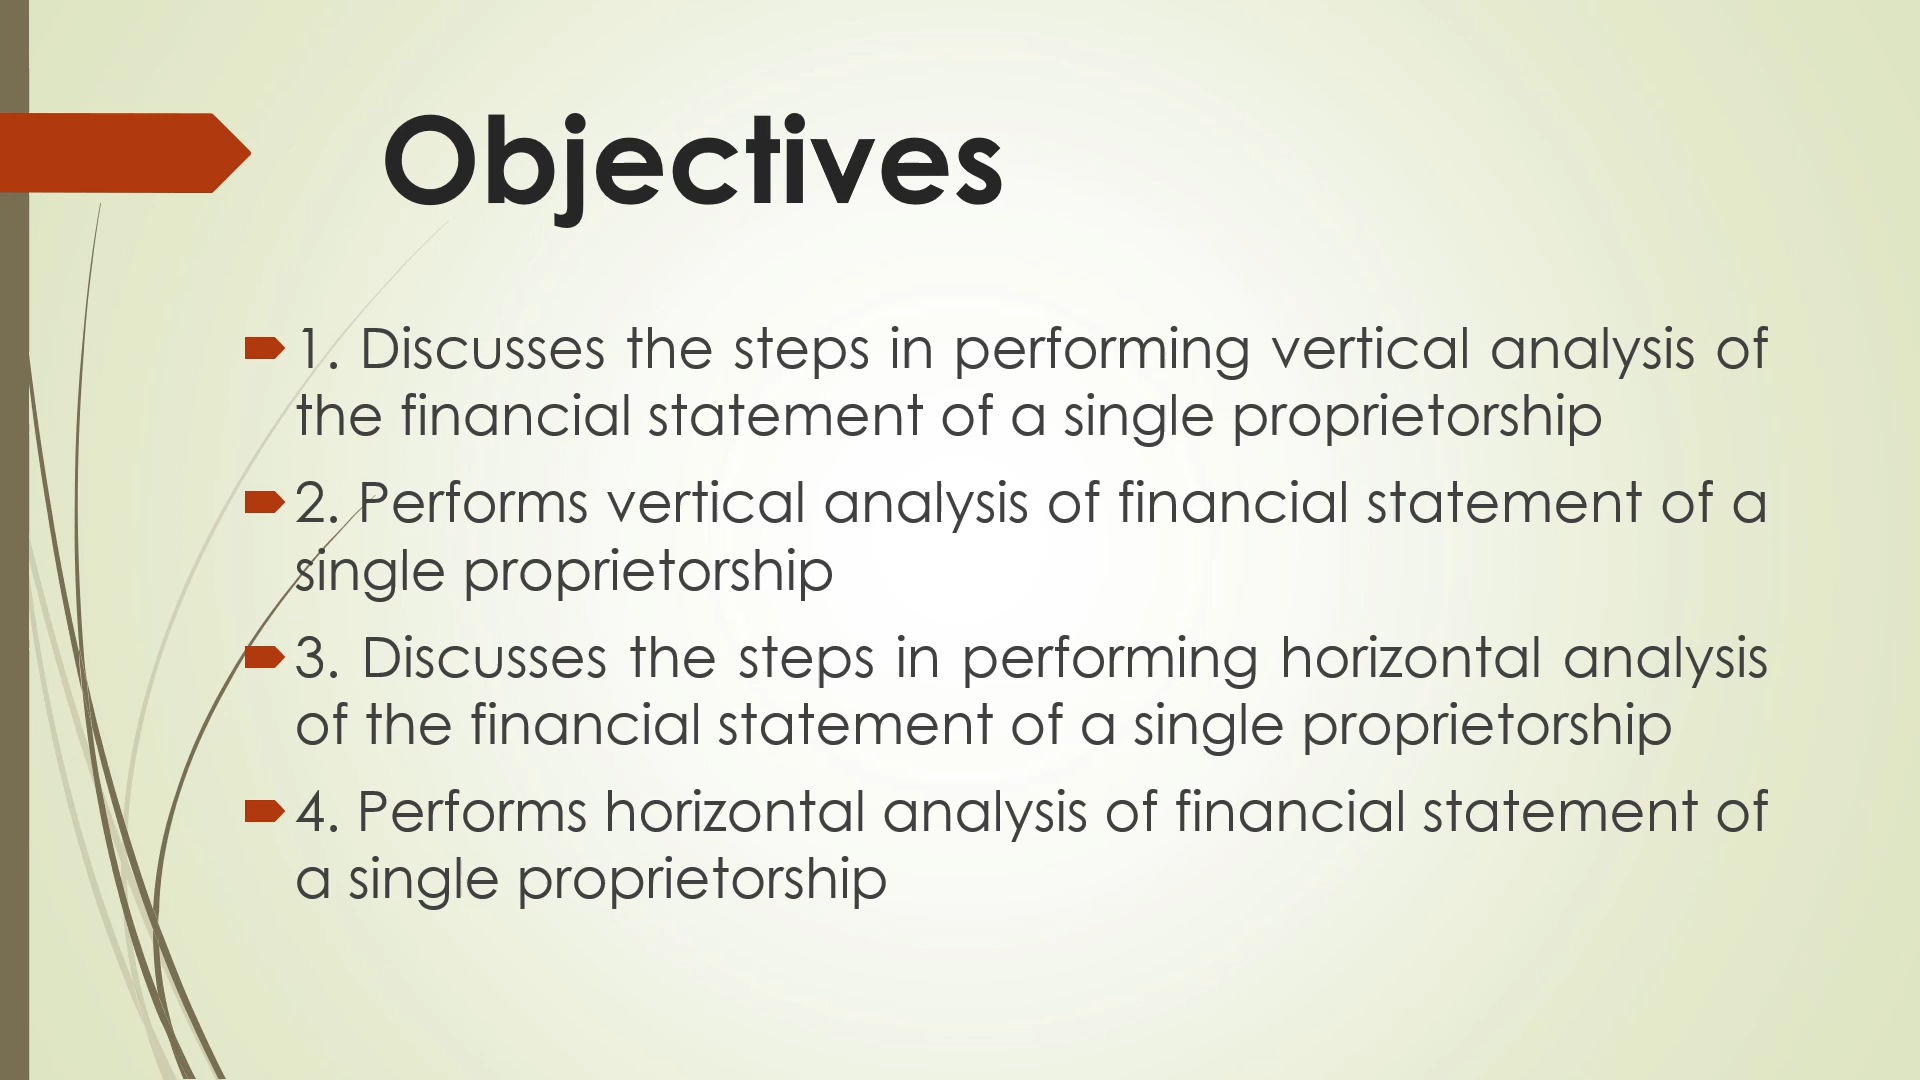 Objectives
1. Discusses the steps in performing vertical analysis of
the financial statement of a single proprietorship
2. Performs vertical analysis of financial statement of a
single proprietorship
3. Discusses the steps in performing horizontal analysis
of the financial statement of a single proprietorship
4. Performs horizontal analysis of financial statement of
a single proprietorship